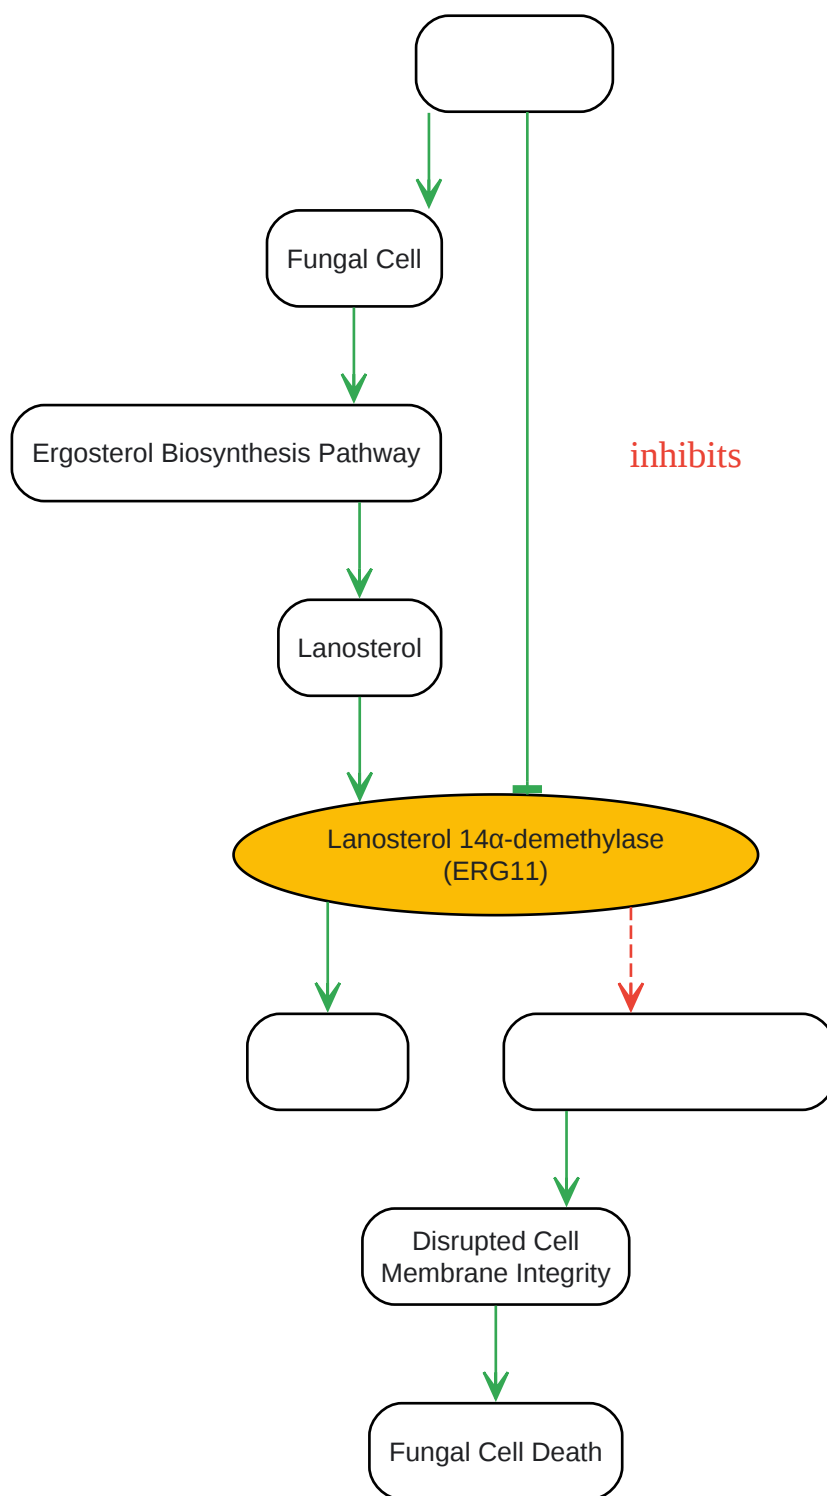 Fungal Cell
Ergosterol Biosynthesis Pathway
inhibits
Lanosterol
Lanosterol 14α-demethylase
(ERG11)
Disrupted Cell
Membrane Integrity
Fungal Cell Death